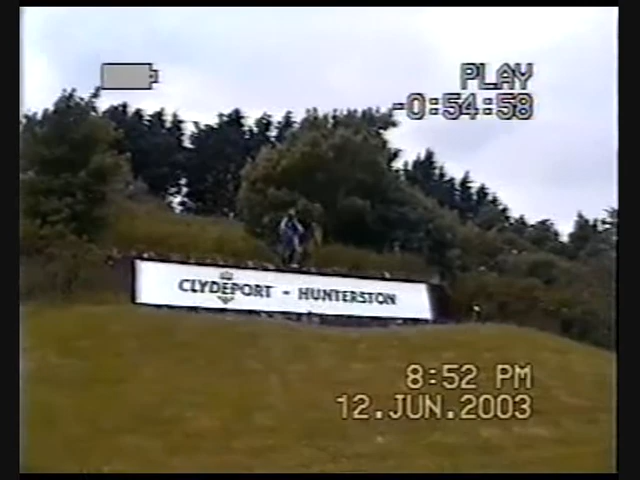 PLAY
-0:54:58
CLYDEPORT - HUNTERSTON
8:52 PM
12.JUN.2003